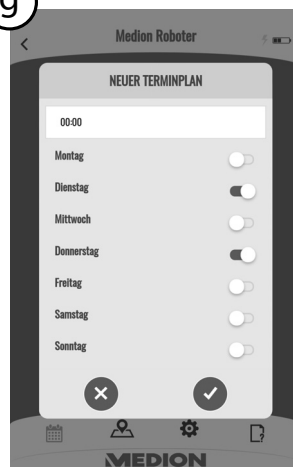 9
Medion Roboter
NEUER TERMINPLAN
00:00
Montag
Dienstag
Mittwoch
Donnerstag
Freitag
Samstag
Sonntag
MEDION